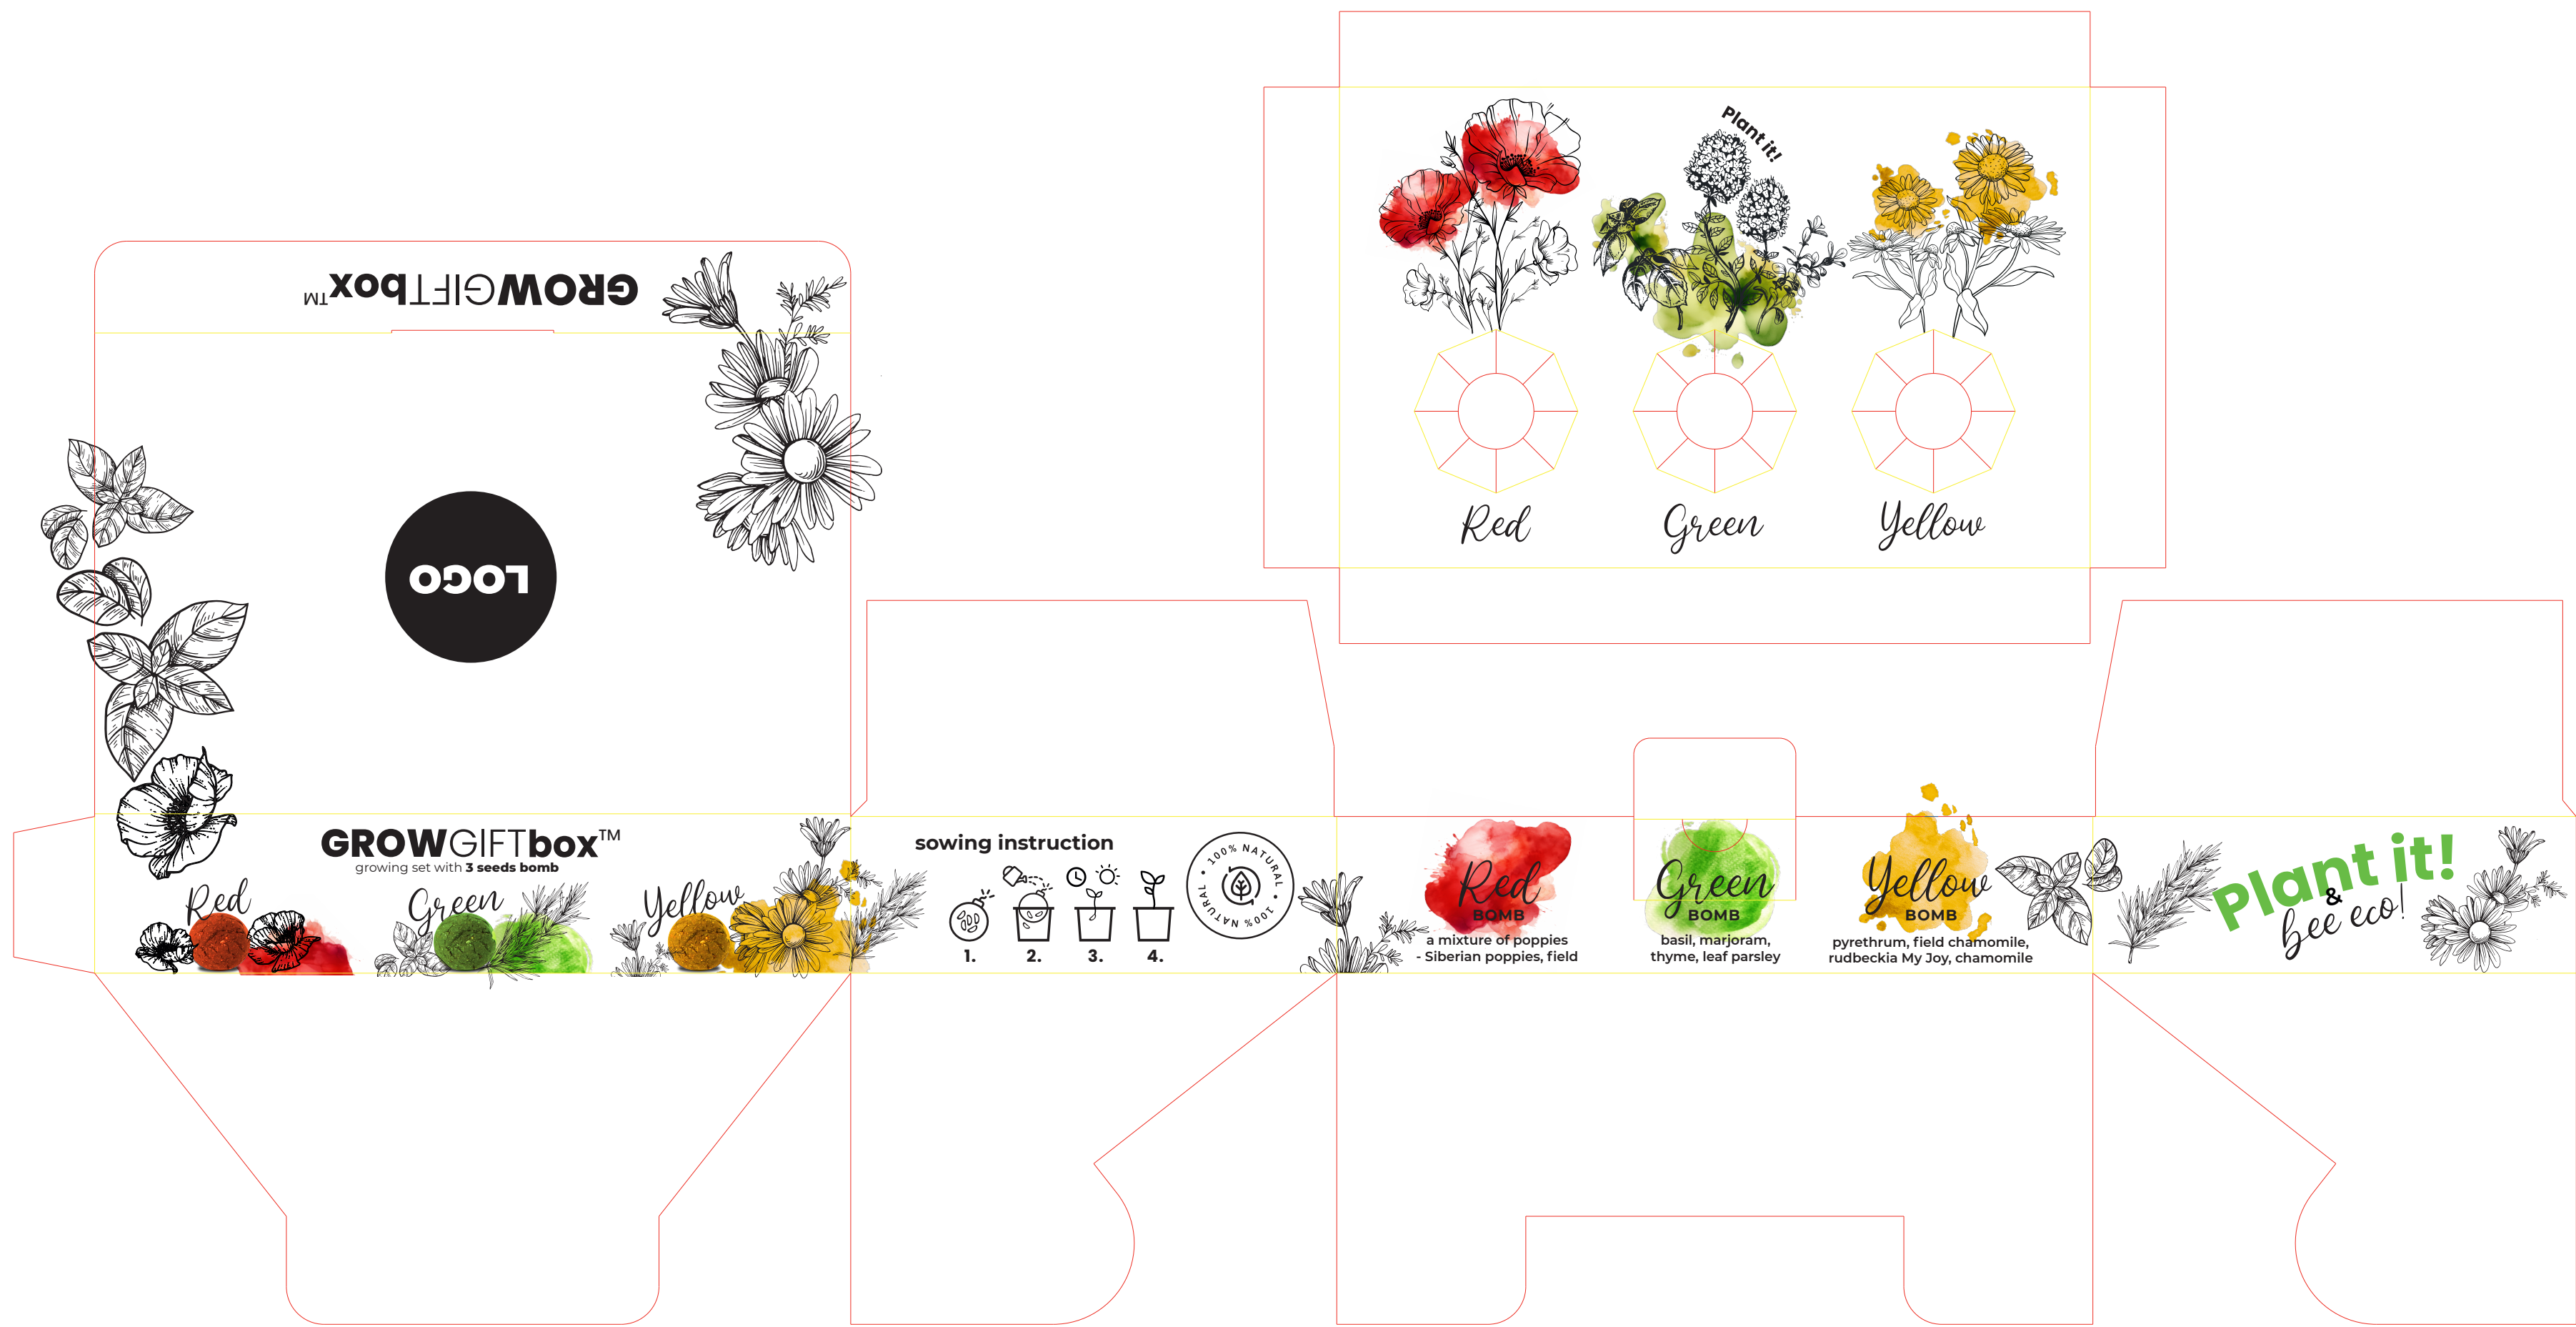 Plant it!
Red
Green
Yellow
GROWGIFTbox™
LOGO
GROWGIFTbox™
growing set with 3 seeds bomb
Red
Green
Yellow
sowing instruction
1.
2.
3.
4.
• 100% NATURAL • 100% NATURAL
Red
BOMB
a mixture of poppies
- Siberian poppies, field
Green
BOMB
basil, marjoram,
thyme, leaf parsley
Yellow
BOMB
pyrethrum, field chamomile,
rudbeckia My Joy, chamomile
Plant it!
&
bee eco!